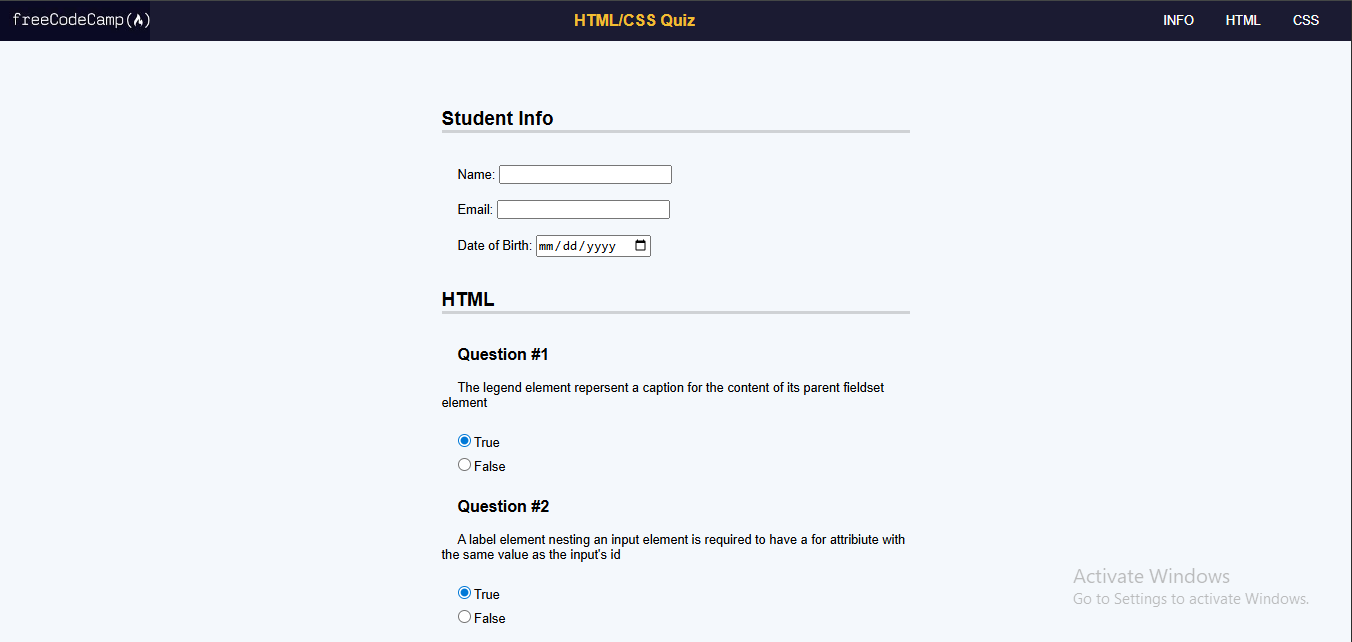 freeCodeCamp(🔥)
HTML/CSS Quiz
INFO
HTML
CSS
Student Info
Name:
Email:
Date of Birth: mm/dd/yyyy
HTML
Question #1
The legend element repersent a caption for the content of its parent fieldset
element
True
False
Question #2
A label element nesting an input element is required to have a for attribiute with
the same value as the input's id
True
False
Activate Windows
Go to Settings to activate Windows.